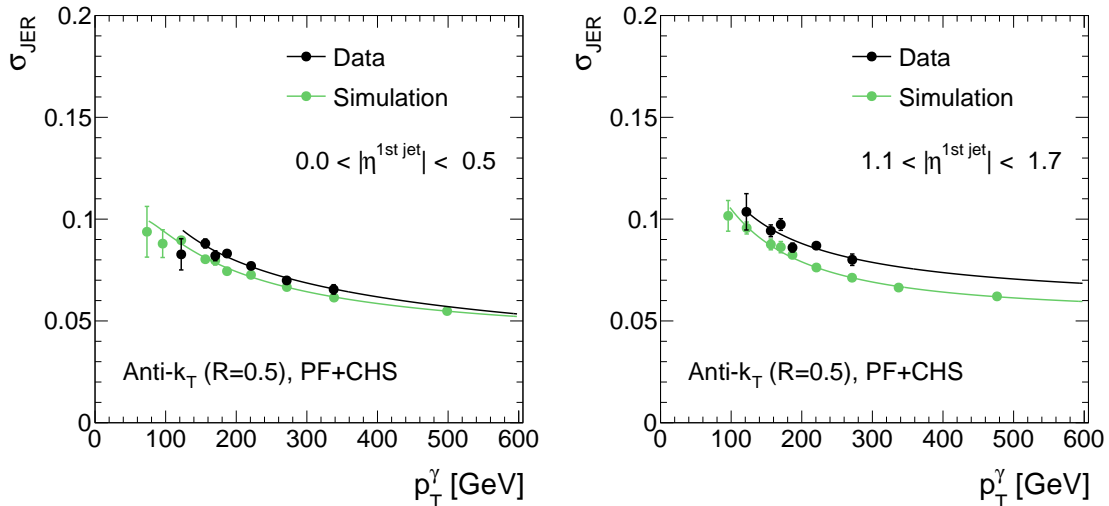 σ_JER
0.2
0.15
0.1
0.05
0
0 100 200 300 400 500 600
p_T^γ [GeV]
Data
Simulation
0.0 < |η^{1st jet}| < 0.5
Anti-k_T (R=0.5), PF+CHS
σ_JER
0.2
0.15
0.1
0.05
0
0 100 200 300 400 500 600
p_T^γ [GeV]
Data
Simulation
1.1 < |η^{1st jet}| < 1.7
Anti-k_T (R=0.5), PF+CHS